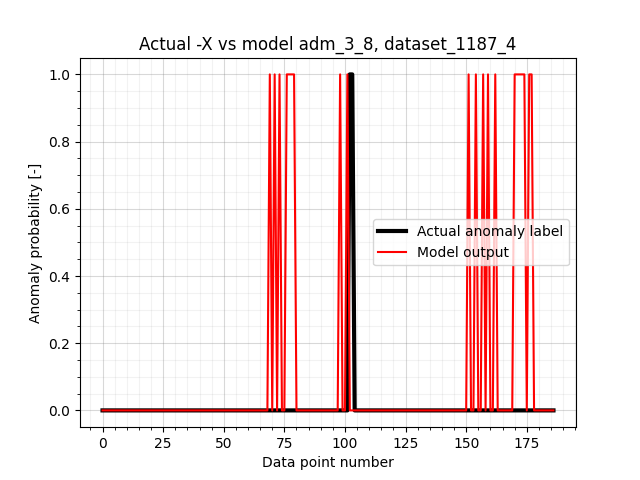 Actual -X vs model adm_3_8, dataset_1187_4
1.0
0.8
0.6
0.4
0.2
0.0
Anomaly probability [-]
Actual anomaly label
Model output
0 25 50 75 100 125 150 175
Data point number